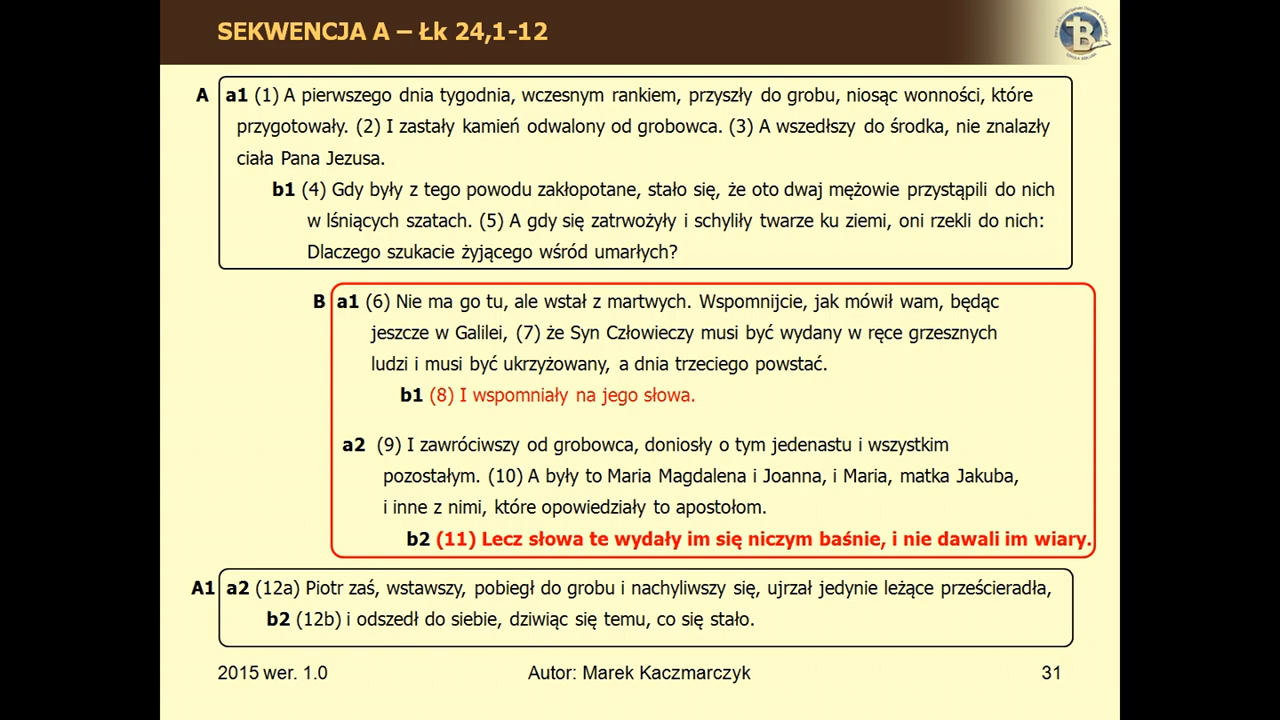 SEKWENCJA A – Łk 24,1-12
A a1 (1) A pierwszego dnia tygodnia, wczesnym rankiem, przyszły do grobu, niosąc wonności, które
przygotowały. (2) I zastały kamień odwalony od grobowca. (3) A wszedłszy do środka, nie znalazły
ciała Pana Jezusa.
b1 (4) Gdy były z tego powodu zakłopotane, stało się, że oto dwaj mężowie przystąpili do nich
w lśniących szatach. (5) A gdy się zatrwożyły i schyliły twarze ku ziemi, oni rzekli do nich:
Dlaczego szukacie żyjącego wśród umarłych?
B a1 (6) Nie ma go tu, ale wstał z martwych. Wspomnijcie, jak mówił wam, będąc
jeszcze w Galilei, (7) że Syn Człowieczy musi być wydany w ręce grzesznych
ludzi i musi być ukrzyżowany, a dnia trzeciego powstać.
b1 (8) I wspomniały na jego słowa.
a2 (9) I zawróciwszy od grobowca, doniosły o tym jedenastu i wszystkim
pozostałym. (10) A były to Maria Magdalena i Joanna, i Maria, matka Jakuba,
i inne z nimi, które opowiedziały to apostołom.
b2 (11) Lecz słowa te wydały im się niczym baśnie, i nie dawali im wiary.
A1 a2 (12a) Piotr zaś, wstawszy, pobiegł do grobu i nachyliwszy się, ujrzał jedynie leżące prześcieradła,
b2 (12b) i odszedł do siebie, dziwiąc się temu, co się stało.
2015 wer. 1.0
Autor: Marek Kaczmarczyk
31